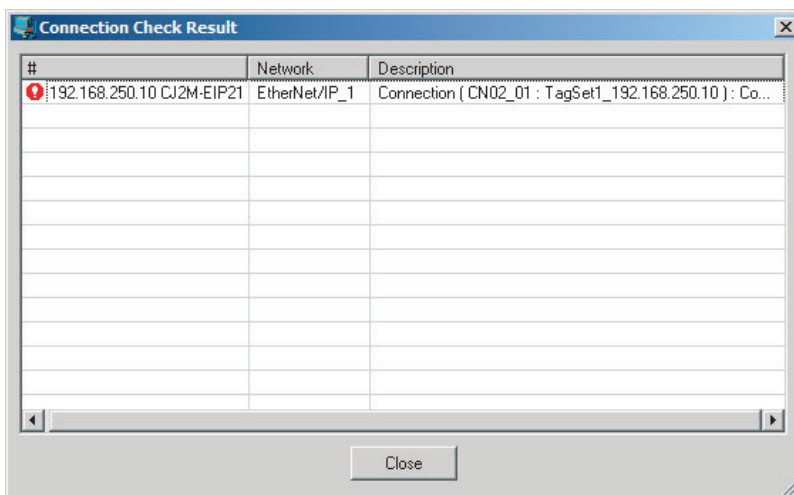 Connection Check Result
# Network Description
192.168.250.10 CJ2M-EIP21 EtherNet/IP_1 Connection ( CN02_01 : TagSet1_192.168.250.10 ) : Co...
Close